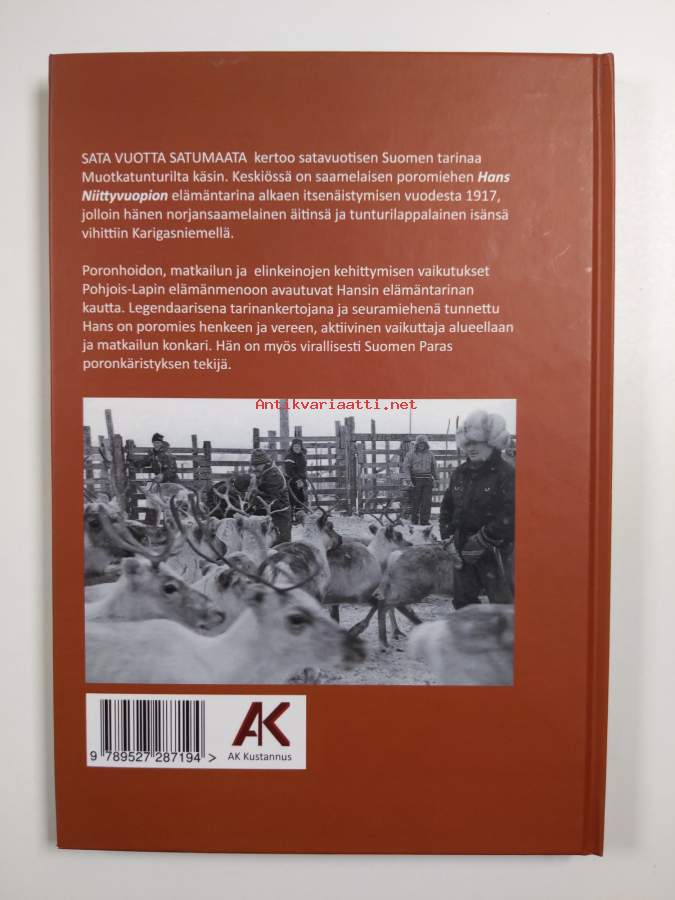 SATA VUOTTA SATUMAATA kertoo satavuotisen Suomen tarinaa
Muotkatunturilta käsin. Keskiössä on saamelaisen poromiehen Hans
Niittyvuopion elämäntarina alkaen itsenäistymisen vuodesta 1917,
jolloin hänen norjansaamelainen äitinsä ja tunturilappalainen isänsä
vihittiin Karigasniemellä.
Poronhoidon, matkailun ja elinkeinojen kehittymisen vaikutukset
Pohjois-Lapin elämänmenoon avautuvat Hansin elämäntarinan
kautta. Legendaarisena tarinankertojana ja seuramiehenä tunnettu
Hans on poromies henkeen ja vereen, aktiivinen vaikuttaja alueellaan
ja matkailun konkari. Hän on myös virallisesti Suomen Paras
poronkäristyksen tekijä.
Antikvariaatti.net
AK
9 789527 287194 >
AK Kustannus